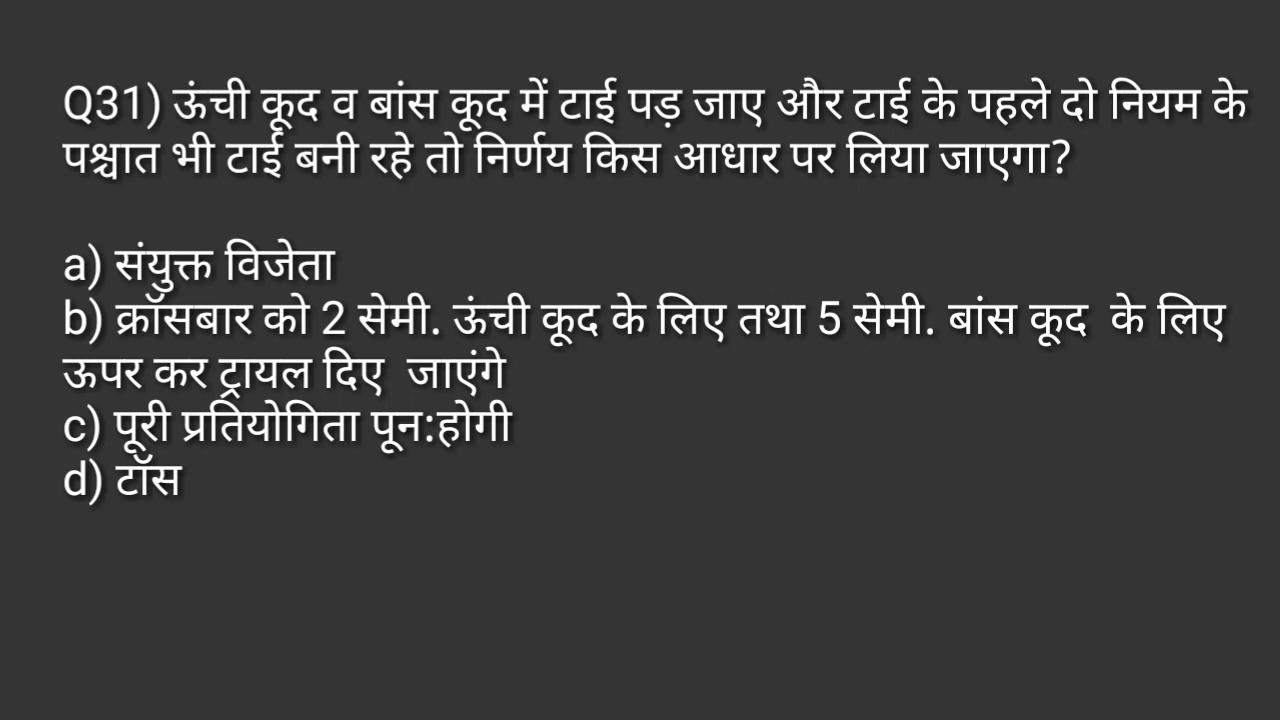 Q31) ऊंची कूद व बांस कूद में टाई पड़ जाए और टाई के पहले दो नियम के
पश्चात भी टाई बनी रहे तो निर्णय किस आधार पर लिया जाएगा?
a) संयुक्त विजेता
b) क्रॉसबार को 2 सेमी. ऊंची कूद के लिए तथा 5 सेमी. बांस कूद के लिए
ऊपर कर ट्रायल दिए जाएंगे
c) पूरी प्रतियोगिता पून:होगी
d) टॉस